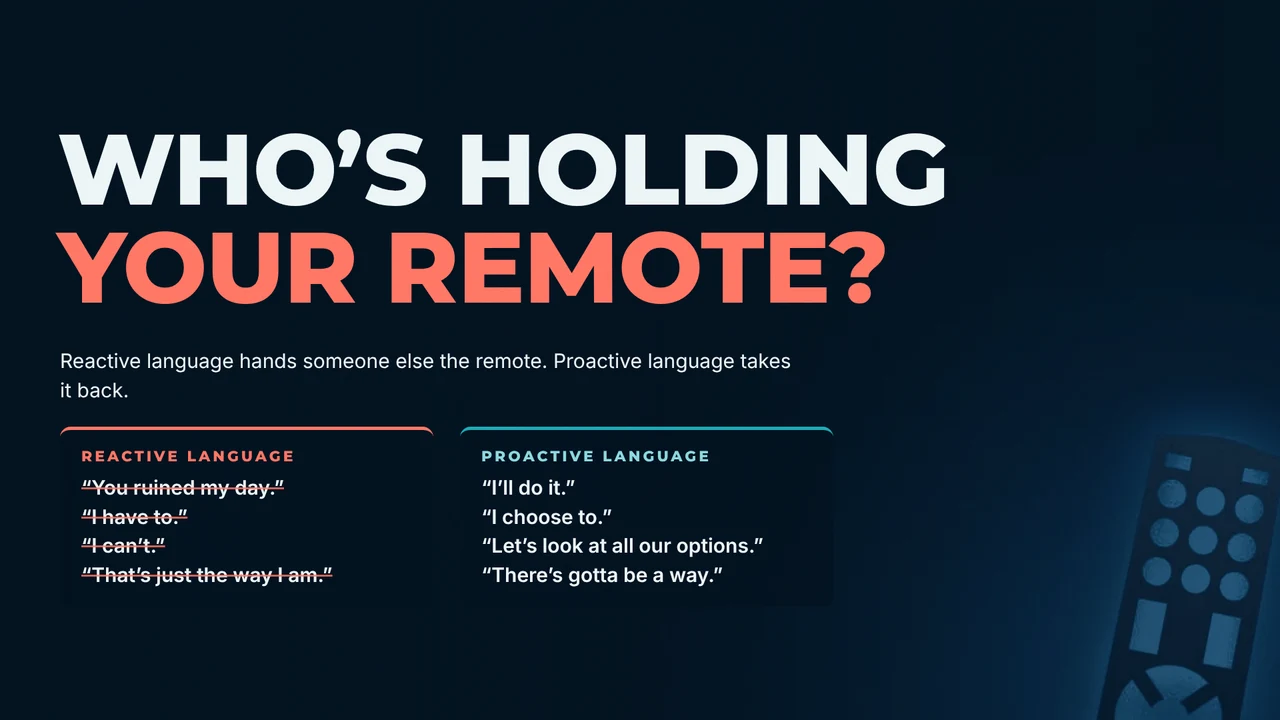 WHO’S HOLDING
YOUR REMOTE?
Reactive language hands someone else the remote. Proactive language takes
it back.
REACTIVE LANGUAGE
“You ruined my day.”
“I have to.”
“I can’t.”
“That’s just the way I am.”
PROACTIVE LANGUAGE
“I’ll do it.”
“I choose to.”
“Let’s look at all our options.”
“There’s gotta be a way.”